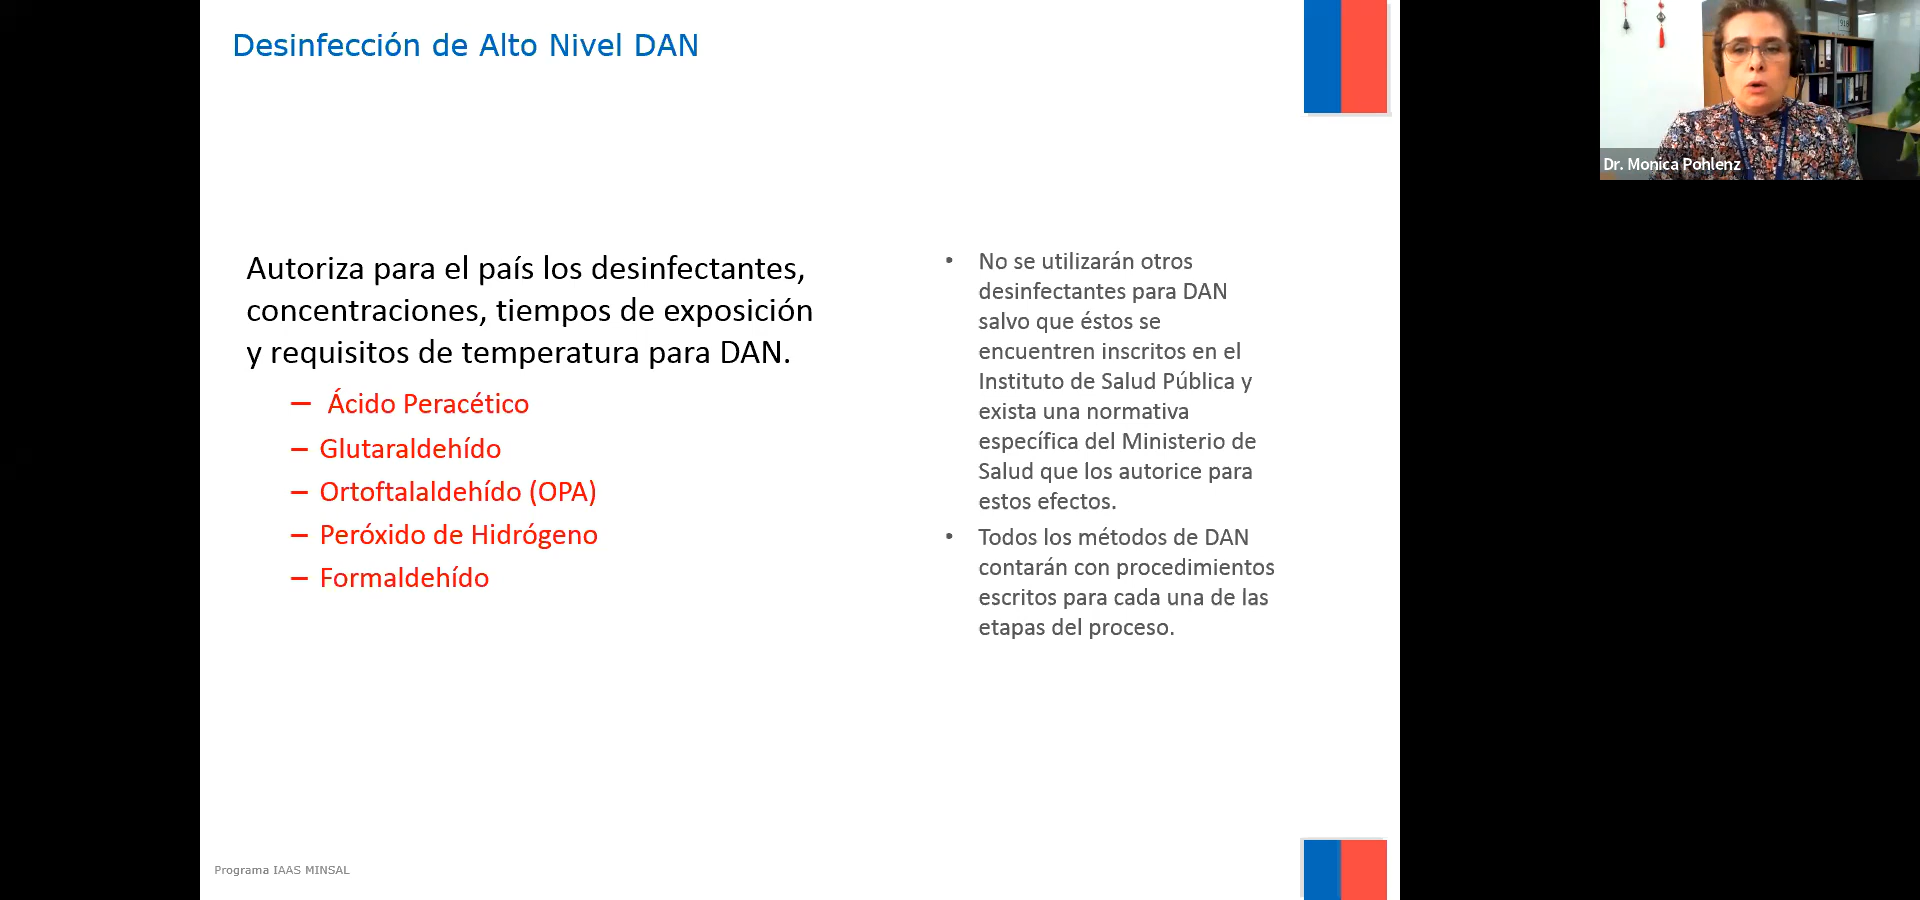 Desinfección de Alto Nivel DAN
Autoriza para el país los desinfectantes,
concentraciones, tiempos de exposición
y requisitos de temperatura para DAN.
– Ácido Peracético
– Glutaraldehído
– Ortoftalaldehído (OPA)
– Peróxido de Hidrógeno
– Formaldehído
• No se utilizarán otros
desinfectantes para DAN
salvo que éstos se
encuentren inscritos en el
Instituto de Salud Pública y
exista una normativa
específica del Ministerio de
Salud que los autorice para
estos efectos.
• Todos los métodos de DAN
contarán con procedimientos
escritos para cada una de las
etapas del proceso.
Programa IAAS MINSAL
Dr. Monica Pohlenz